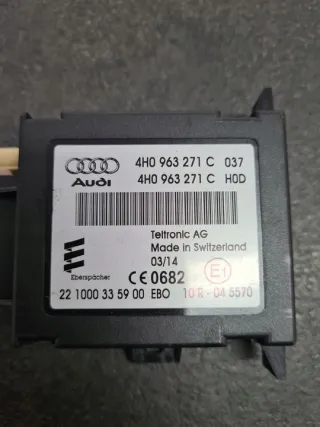 4H0 963 271 C 037
Audi 4H0 963 271 C H0D
Teltronic AG
Made in Switzerland
03/14
Eberspächer CE 0682 E1
22 1000 33 59 00 EBO 10 R - 04 5570